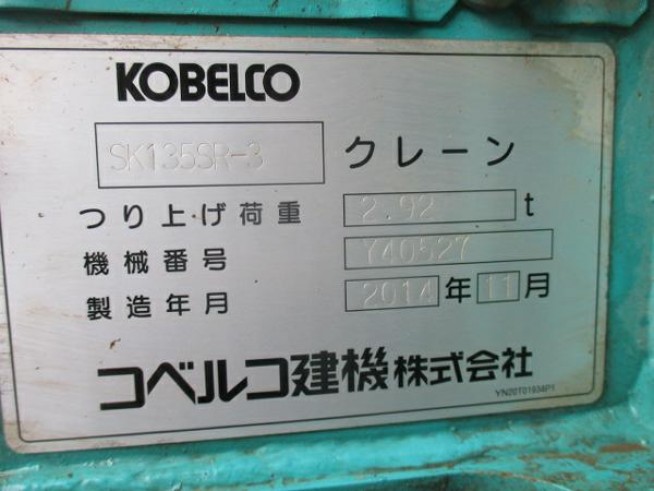 KOBELCO
SK135SR-3 クレーン
つり上げ荷重 2.92 t
機械番号 Y40527
製造年月 2014年11月
コベルコ建機株式会社
YN20T01934P1